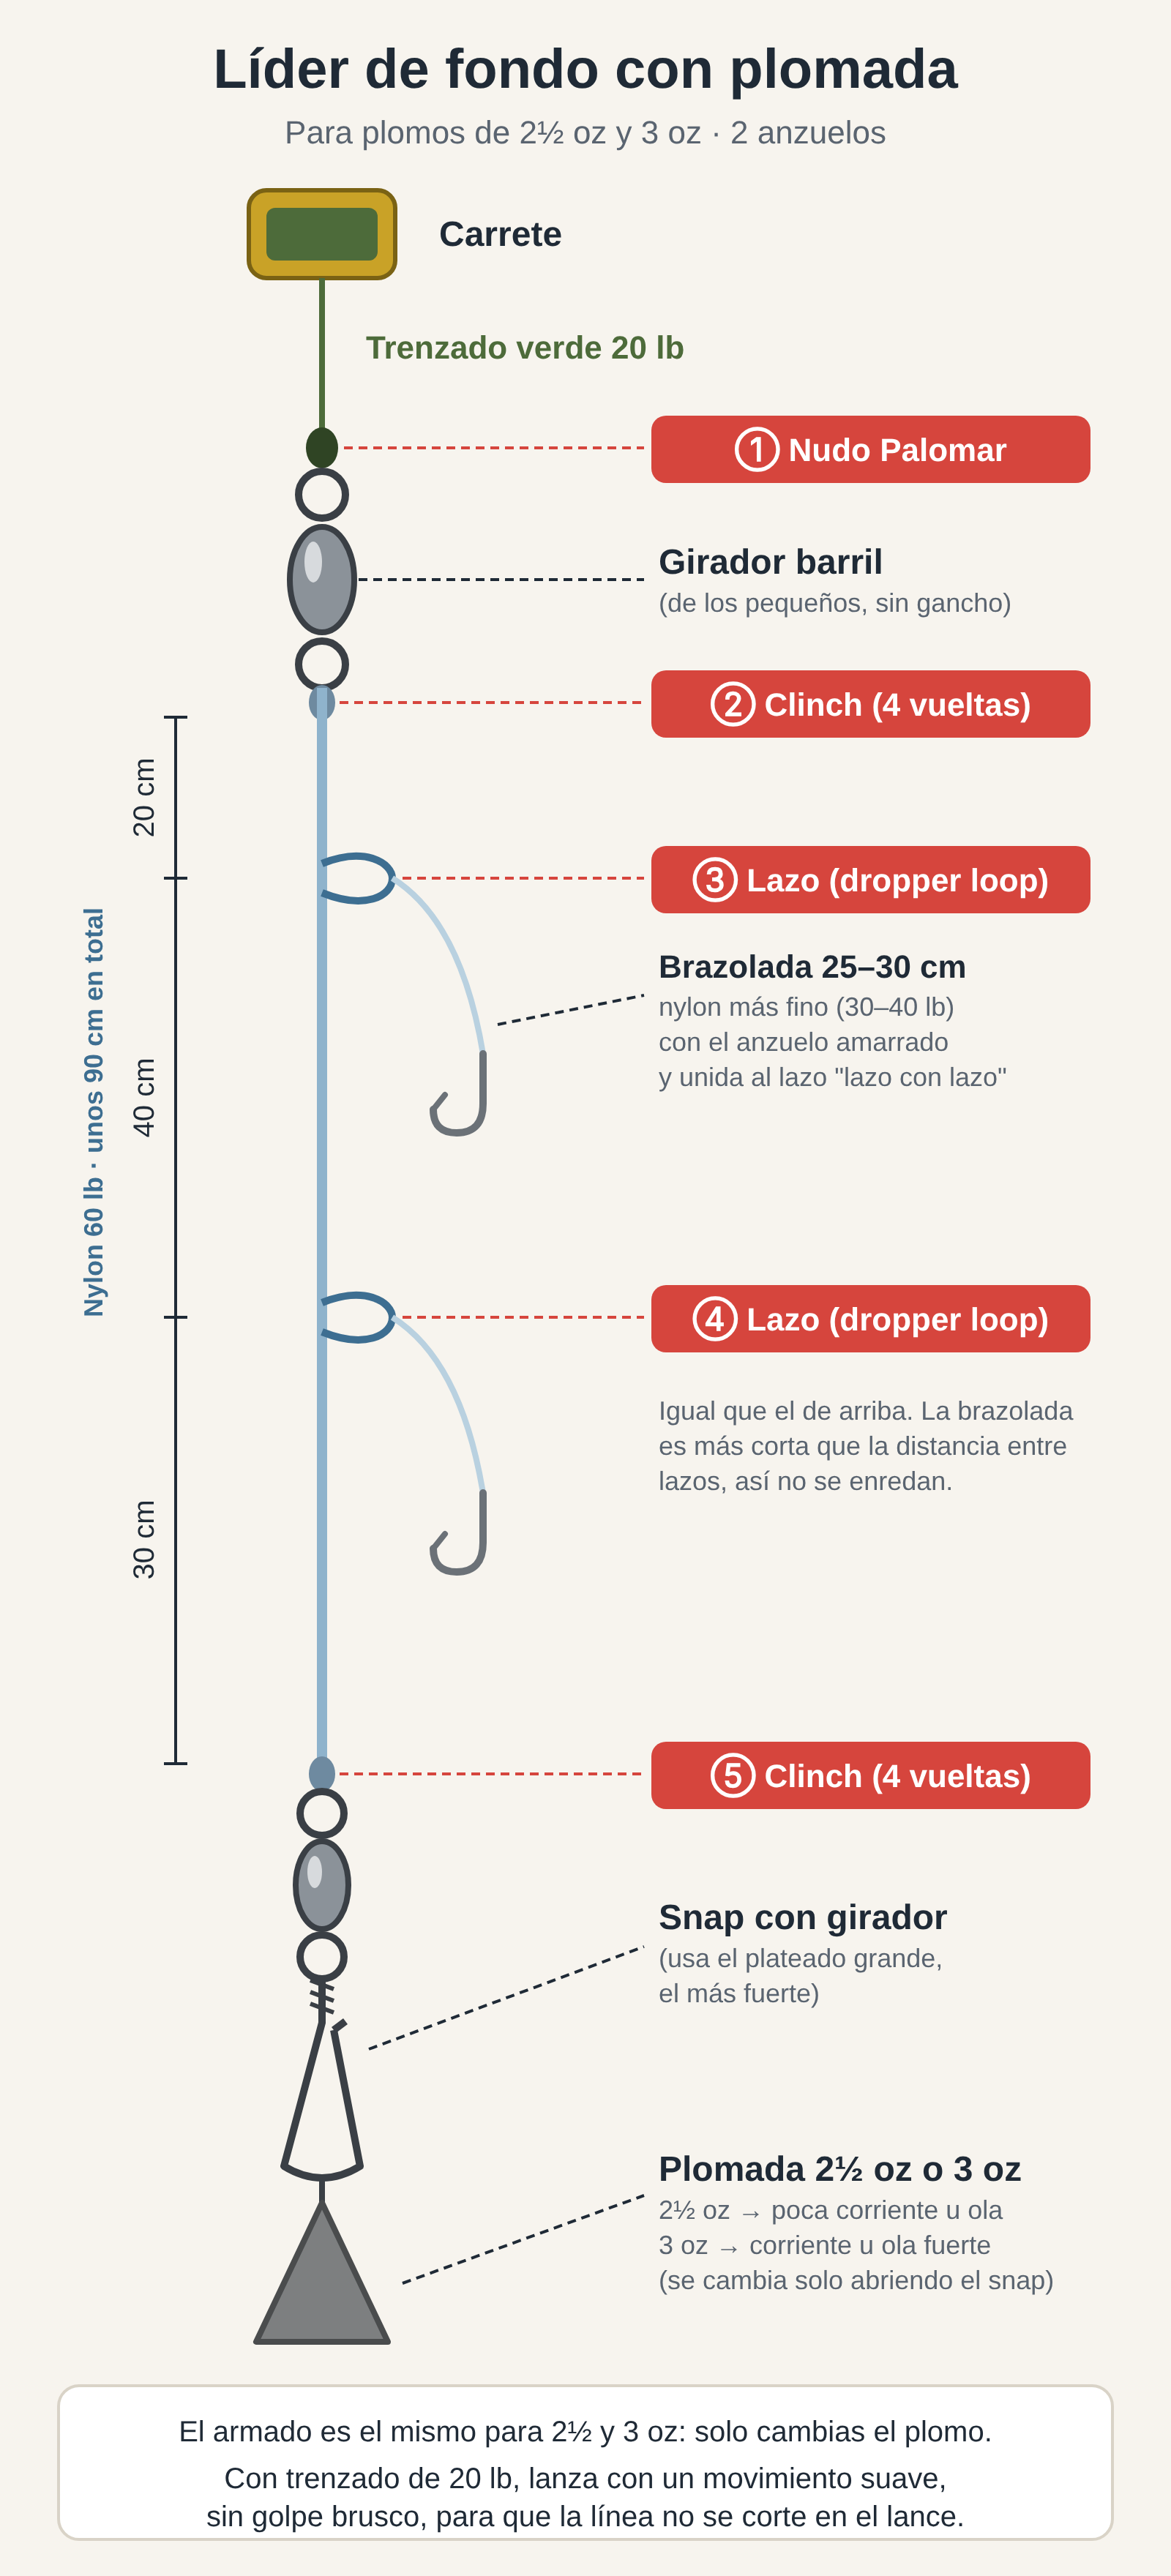 Líder de fondo con plomada
Para plomos de 2½ oz y 3 oz · 2 anzuelos
Carrete
Trenzado verde 20 lb
① Nudo Palomar
Girador barril
(de los pequeños, sin gancho)
② Clinch (4 vueltas)
20 cm
③ Lazo (dropper loop)
Brazolada 25–30 cm
nylon más fino (30–40 lb)
con el anzuelo amarrado
y unida al lazo "lazo con lazo"
Nylon 60 lb · unos 90 cm en total
40 cm
④ Lazo (dropper loop)
Igual que el de arriba. La brazolada
es más corta que la distancia entre
lazos, así no se enredan.
30 cm
⑤ Clinch (4 vueltas)
Snap con girador
(usa el plateado grande,
el más fuerte)
Plomada 2½ oz o 3 oz
2½ oz → poca corriente u ola
3 oz → corriente u ola fuerte
(se cambia solo abriendo el snap)
El armado es el mismo para 2½ y 3 oz: solo cambias el plomo.
Con trenzado de 20 lb, lanza con un movimiento suave,
sin golpe brusco, para que la línea no se corte en el lance.